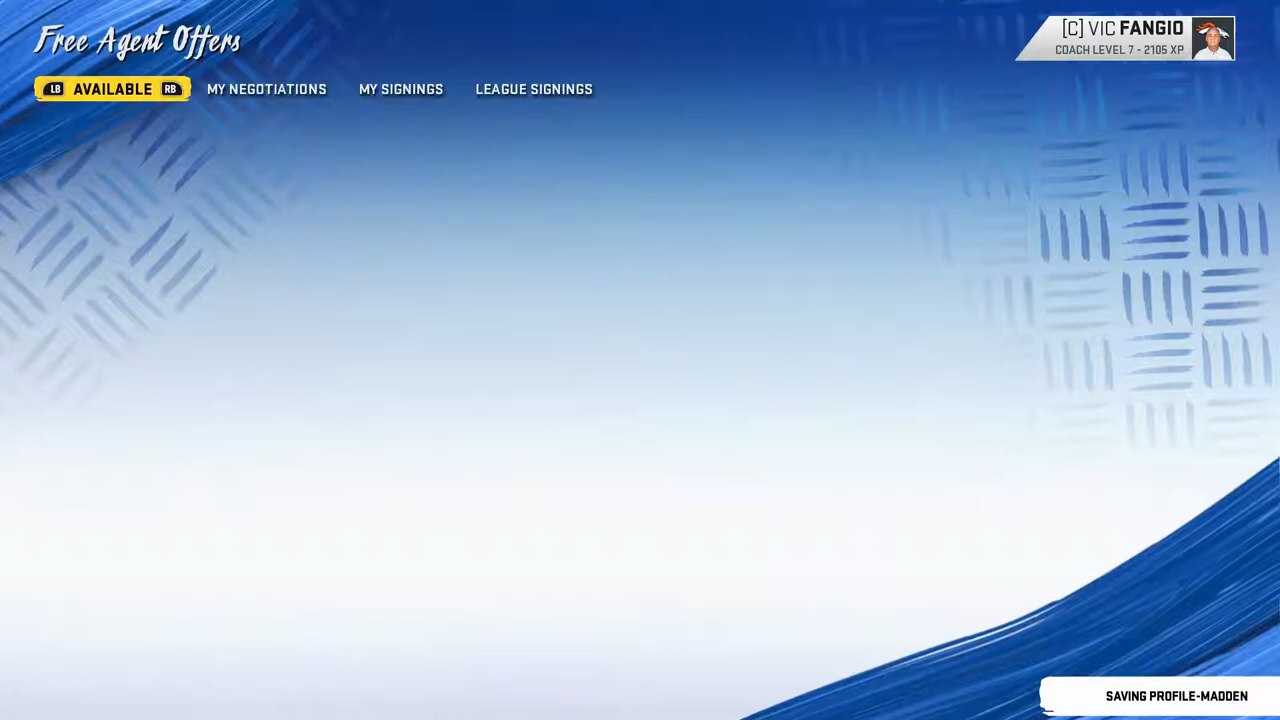 Free Agent Offers
[C] VIC FANGIO
COACH LEVEL 7 - 2105 XP
LB AVAILABLE RB MY NEGOTIATIONS MY SIGNINGS LEAGUE SIGNINGS
SAVING PROFILE-MADDEN